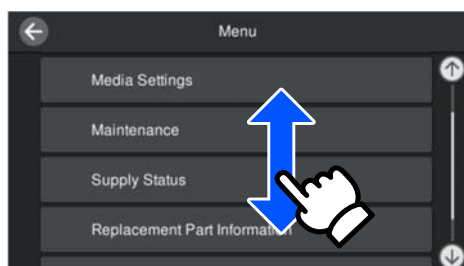 Menu
Media Settings
Maintenance
Supply Status
Replacement Part Information